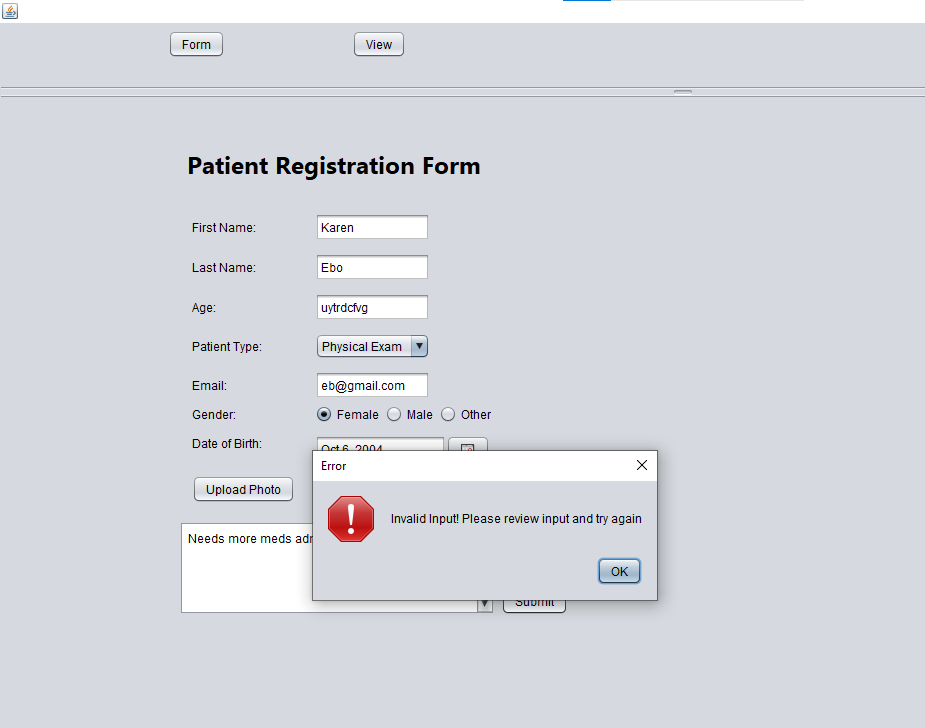 Form View
Patient Registration Form
First Name: Karen
Last Name: Ebo
Age: uytrdcfvg
Patient Type: Physical Exam
Email: eb@gmail.com
Gender: Female Male Other
Date of Birth: Oct 6, 2004
Error
Upload Photo
Invalid Input! Please review input and try again
Needs more meds
OK
Submit